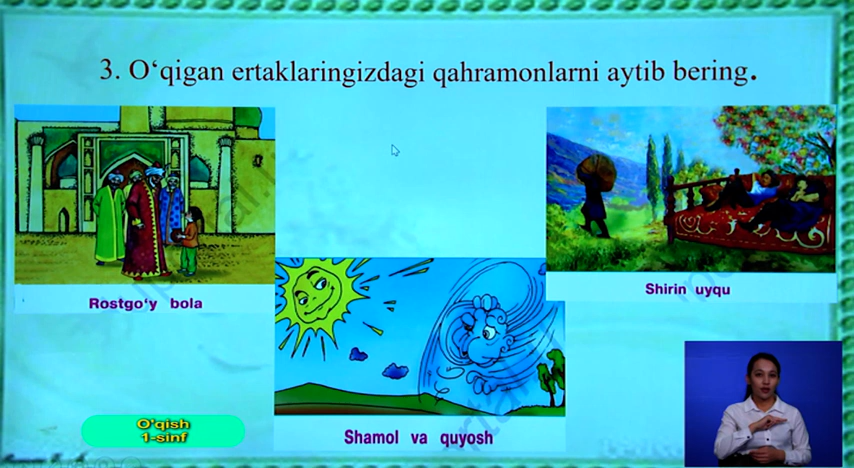 3. O‘qigan ertaklaringizdagi qahramonlarni aytib bering.
Rostgo‘y bola
Shirin uyqu
Shamol va quyosh
O‘qish
1-sinf